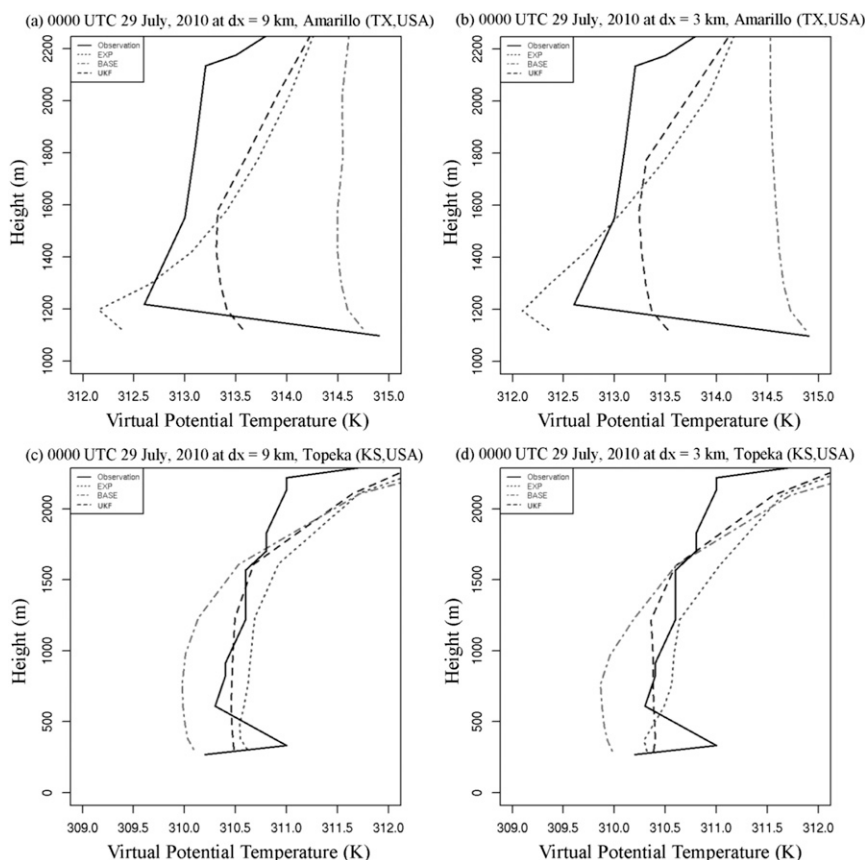 (a) 0000 UTC 29 July, 2010 at dx = 9 km, Amarillo (TX,USA)
Observation
EXP
BASE
UKF
2200
2000
1800
1600
1400
1200
1000
Height (m)
312.0 312.5 313.0 313.5 314.0 314.5 315.0
Virtual Potential Temperature (K)
(b) 0000 UTC 29 July, 2010 at dx = 3 km, Amarillo (TX,USA)
Observation
EXP
BASE
UKF
2200
2000
1800
1600
1400
1200
1000
Height (m)
312.0 312.5 313.0 313.5 314.0 314.5 315.0
Virtual Potential Temperature (K)
(c) 0000 UTC 29 July, 2010 at dx = 9 km, Topeka (KS,USA)
Observation
EXP
BASE
UKF
2000
1500
1000
500
0
Height (m)
309.0 309.5 310.0 310.5 311.0 311.5 312.0
Virtual Potential Temperature (K)
(d) 0000 UTC 29 July, 2010 at dx = 3 km, Topeka (KS,USA)
Observation
EXP
BASE
UKF
2000
1500
1000
500
0
Height (m)
309.0 309.5 310.0 310.5 311.0 311.5 312.0
Virtual Potential Temperature (K)